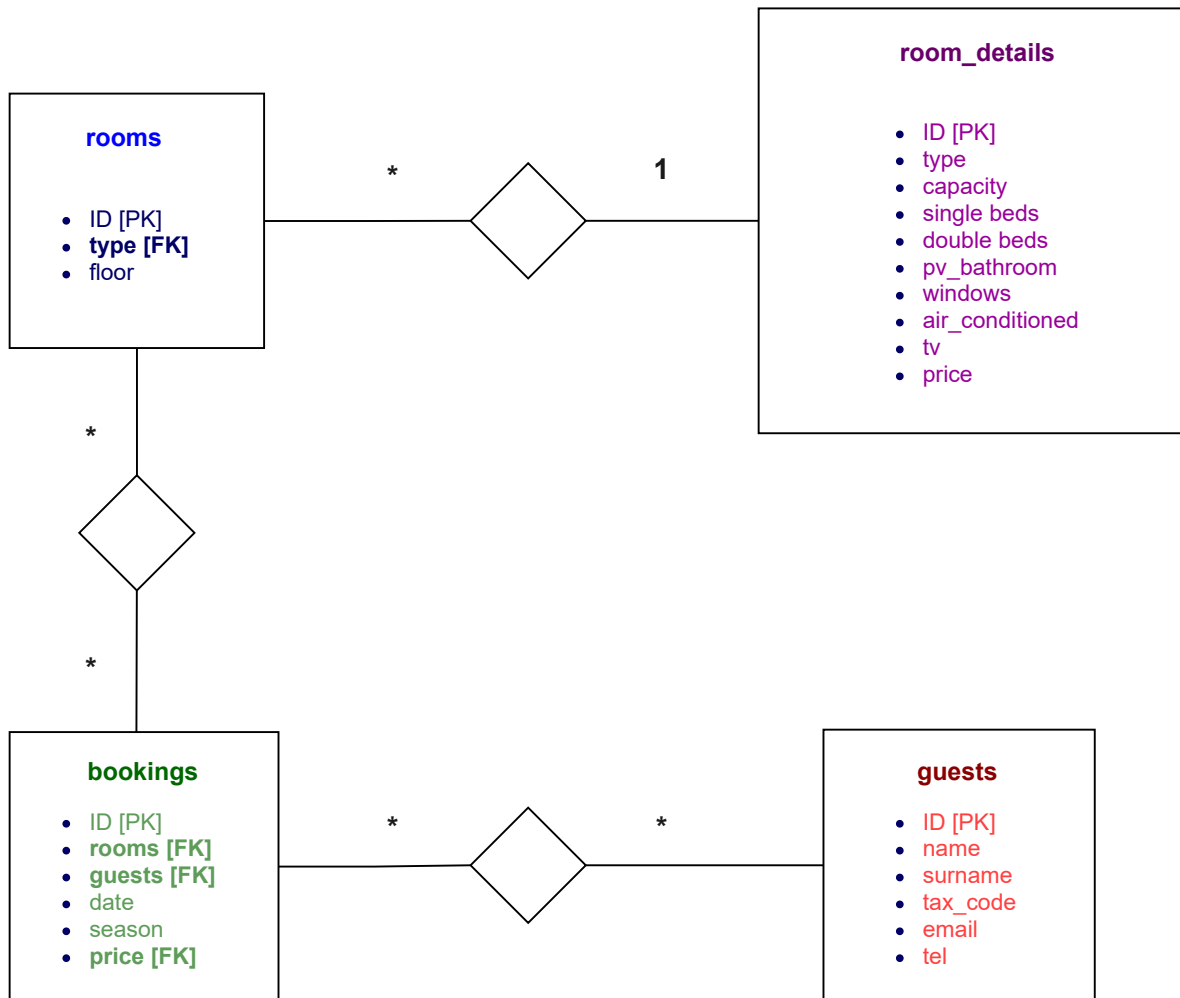 room_details
• ID [PK]
• type
• capacity
• single beds
• double beds
• pv_bathroom
• windows
• air_conditioned
• tv
• price
rooms
• ID [PK]
• type [FK]
• floor
*
1
*
*
bookings
• ID [PK]
• rooms [FK]
• guests [FK]
• date
• season
• price [FK]
*
*
guests
• ID [PK]
• name
• surname
• tax_code
• email
• tel